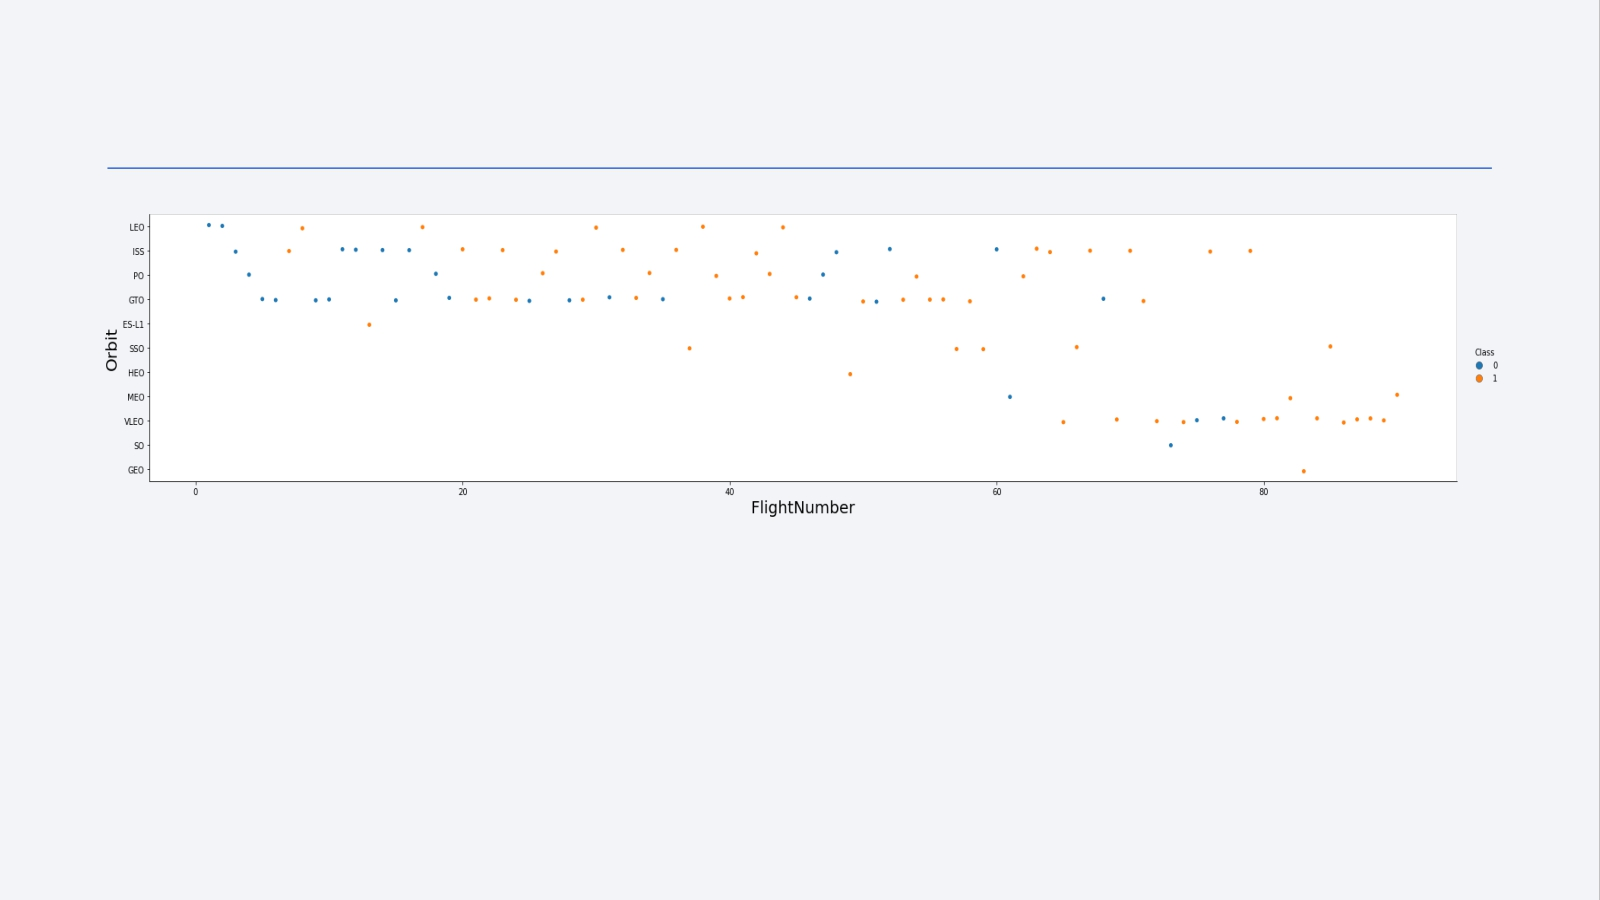 LEO
ISS
PO
GTO
ES-L1
SSO
HEO
MEO
VLEO
SO
GEO
Orbit
0 20 40 60 80
FlightNumber
Class
0
1